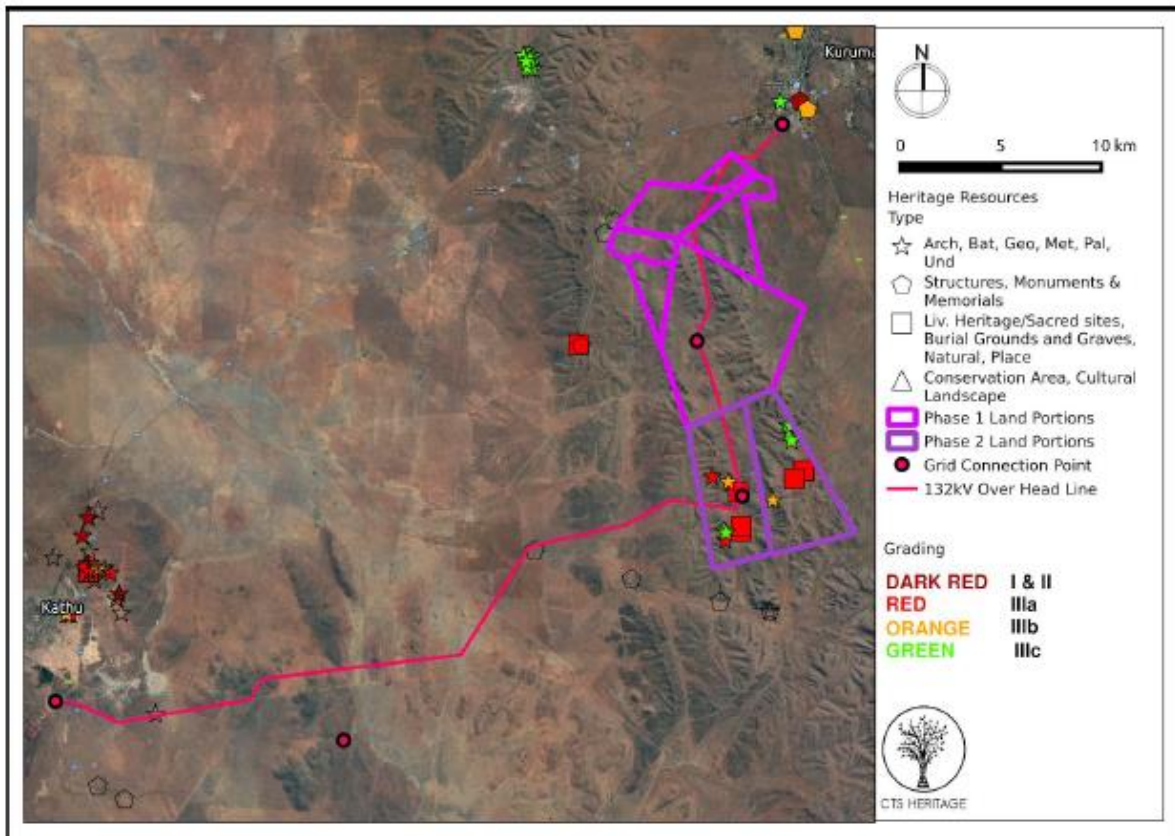 Kuruma
Kathu
N
0 5 10 km
Heritage Resources
Type
Arch, Bat, Geo, Met, Pal,
Und
Structures, Monuments &
Memorials
Liv. Heritage/Sacred sites,
Burial Grounds and Graves,
Natural, Place
Conservation Area, Cultural
Landscape
Phase 1 Land Portions
Phase 2 Land Portions
Grid Connection Point
132kV Over Head Line
Grading
DARK RED I & II
RED IIIa
ORANGE IIIb
GREEN IIIc
CTS HERITAGE